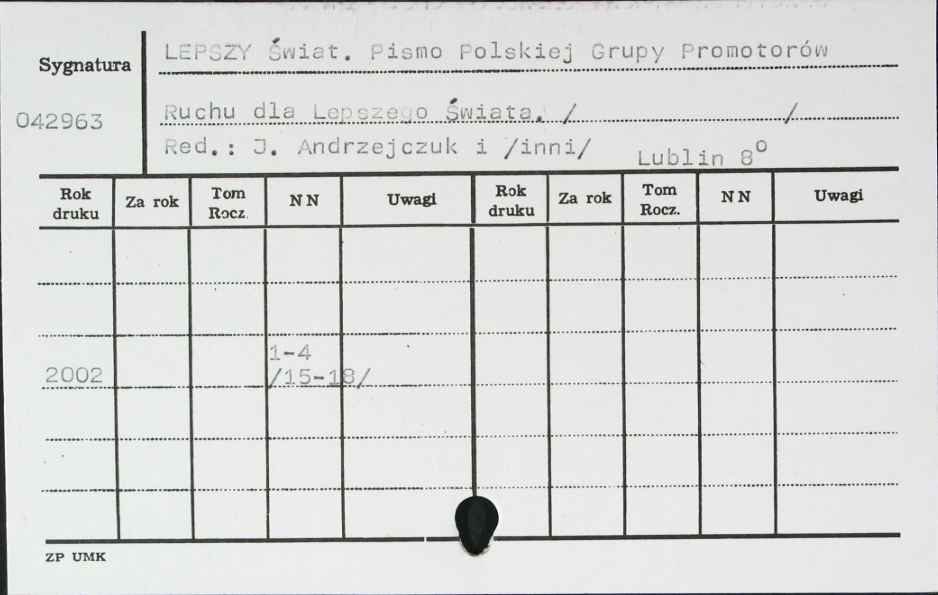 Sygnatura
042963
LEPSZY Świat. Pismo Polskiej Grupy Promotorów
Ruchu dla Lepszego Świata. / /
Red.: J. Andrzejczuk i /inni/ Lublin 8°
Rok druku Za rok Tom Rocz. NN Uwagi Rok druku Za rok Tom Rocz. NN Uwagi
1-4
2002 /15-18/
ZP UMK